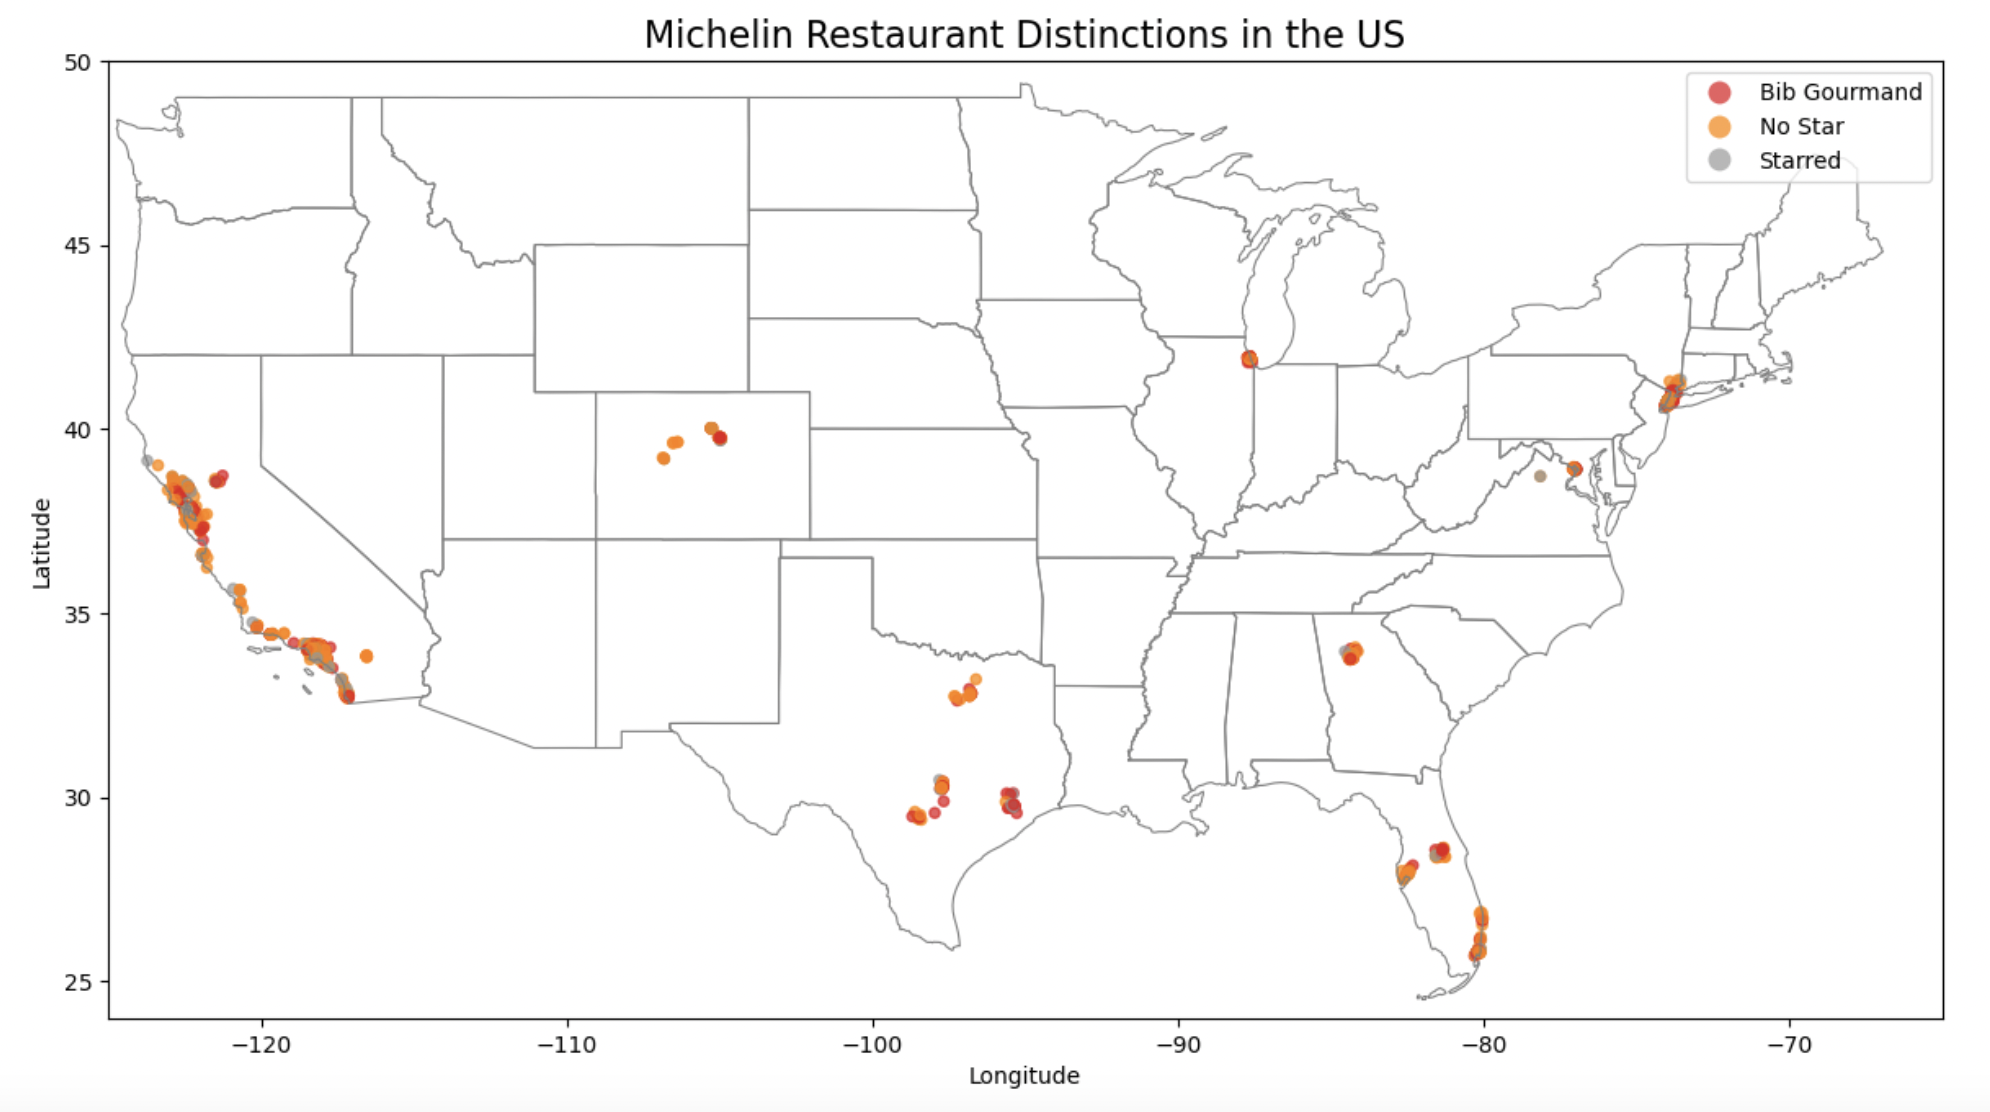 Michelin Restaurant Distinctions in the US
Bib Gourmand
No Star
Starred
50
45
40
35
30
25
Latitude
−120
−110
−100
−90
−80
−70
Longitude